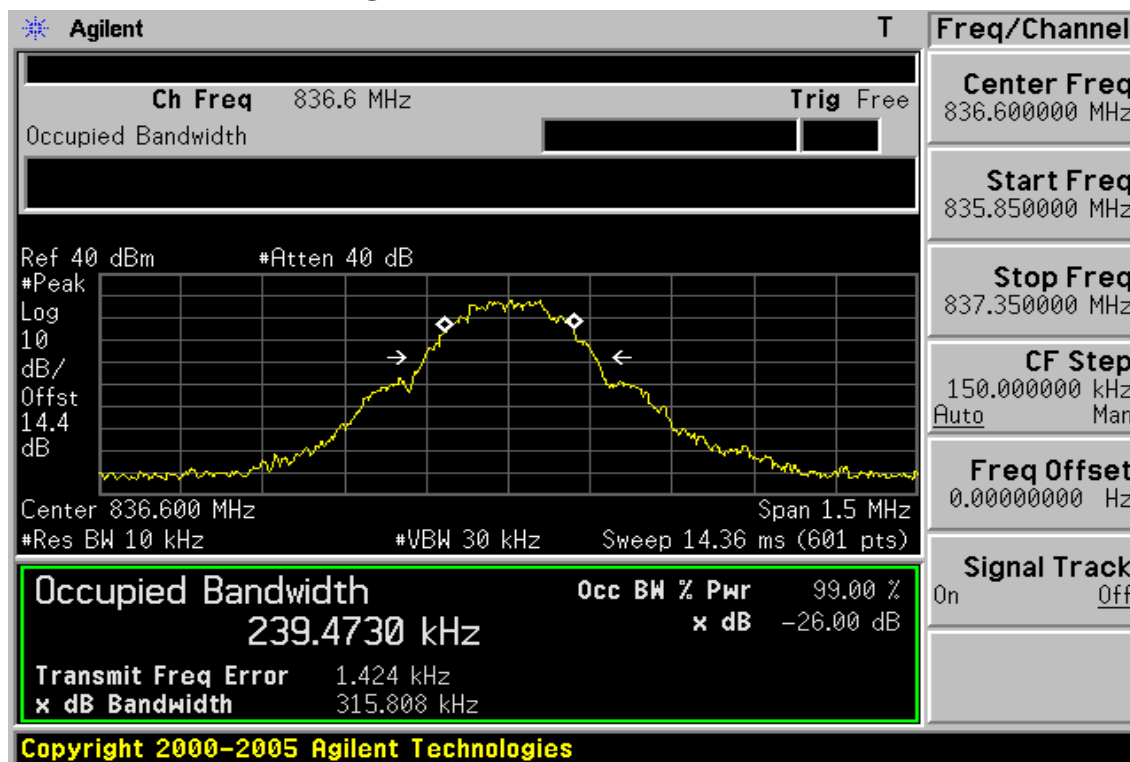 Agilent T
Ch Freq 836.6 MHz Trig Free
Occupied Bandwidth
Ref 40 dBm #Atten 40 dB
#Peak
Log
10
dB/
Offst
14.4
dB
Center 836.600 MHz Span 1.5 MHz
#Res BW 10 kHz #VBW 30 kHz Sweep 14.36 ms (601 pts)
Occupied Bandwidth Occ BW % Pwr 99.00 %
239.4730 kHz x dB -26.00 dB
Transmit Freq Error 1.424 kHz
x dB Bandwidth 315.808 kHz
Copyright 2000-2005 Agilent Technologies
Freq/Channel
Center Freq
836.600000 MHz
Start Freq
835.850000 MHz
Stop Freq
837.350000 MHz
CF Step
150.000000 kHz
Auto Man
Freq Offset
0.00000000 Hz
Signal Track
On Off